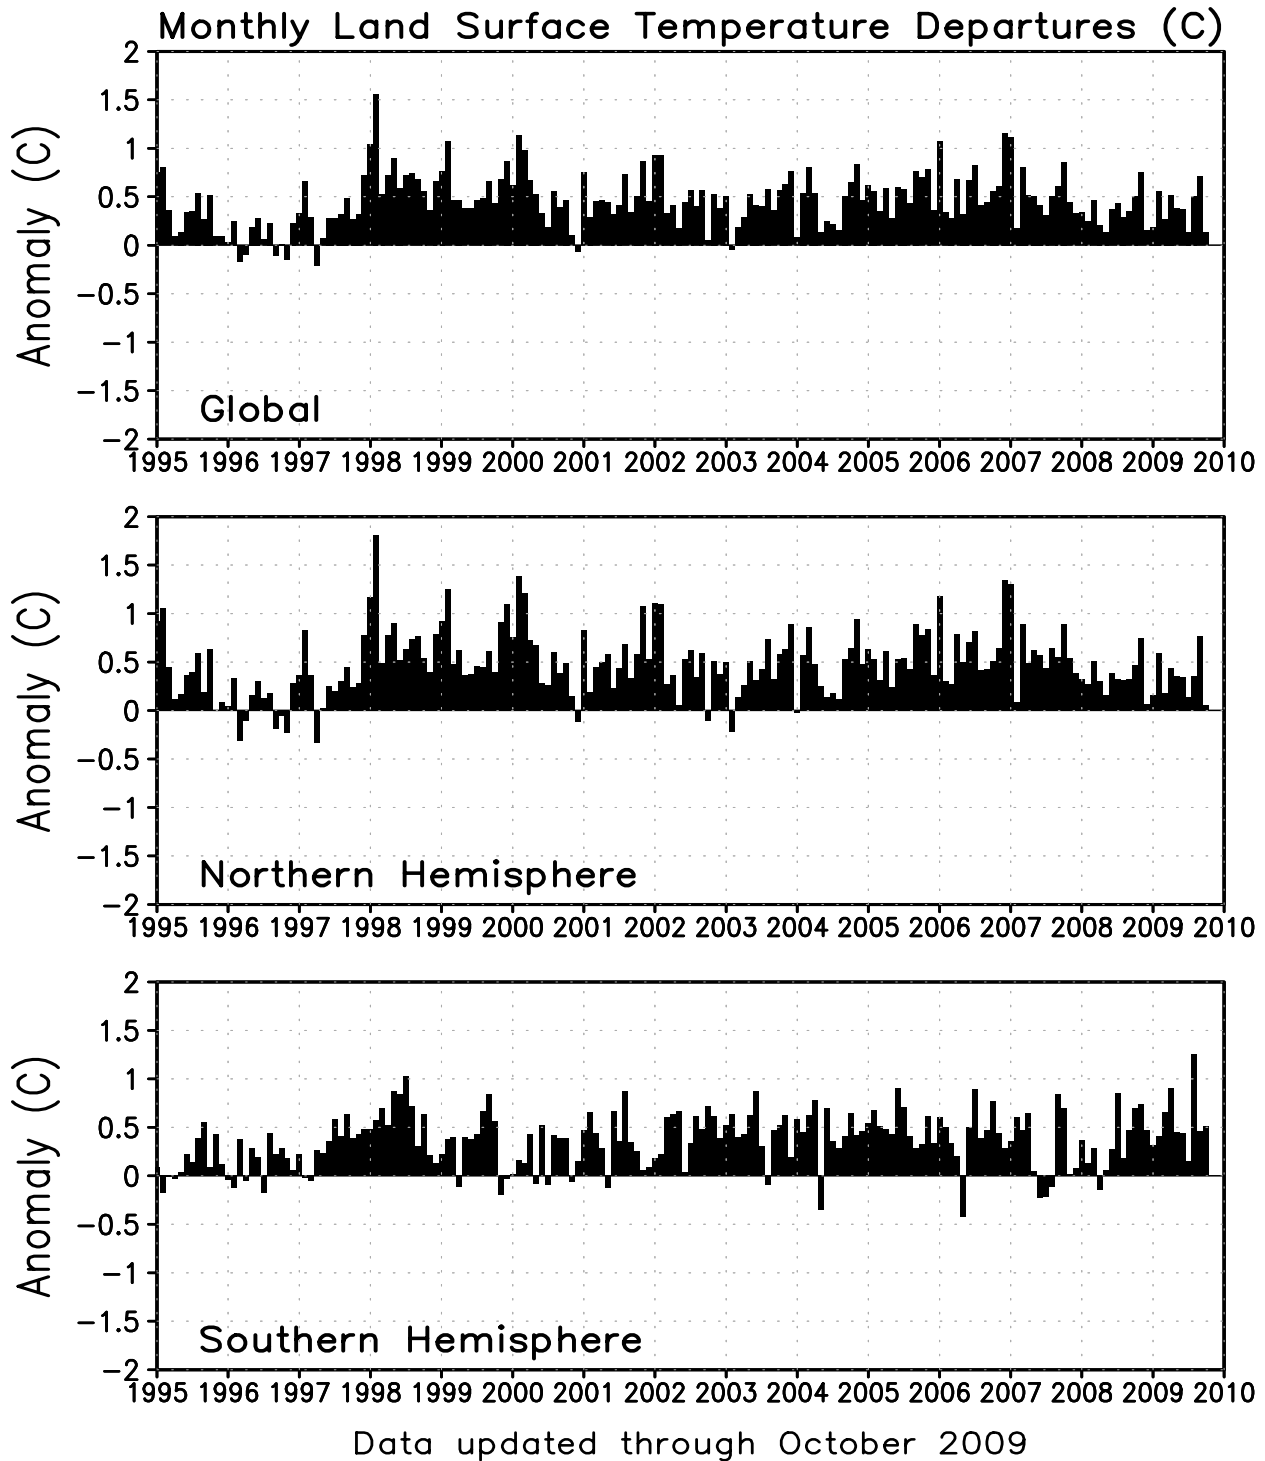 Monthly Land Surface Temperature Departures (C)
Anomaly (C)
2
1.5
1
0.5
0
−0.5
−1
−1.5
−2
Global
1995 1996 1997 1998 1999 2000 2001 2002 2003 2004 2005 2006 2007 2008 2009 2010
Anomaly (C)
2
1.5
1
0.5
0
−0.5
−1
−1.5
−2
Northern Hemisphere
1995 1996 1997 1998 1999 2000 2001 2002 2003 2004 2005 2006 2007 2008 2009 2010
Anomaly (C)
2
1.5
1
0.5
0
−0.5
−1
−1.5
−2
Southern Hemisphere
1995 1996 1997 1998 1999 2000 2001 2002 2003 2004 2005 2006 2007 2008 2009 2010
Data updated through October 2009